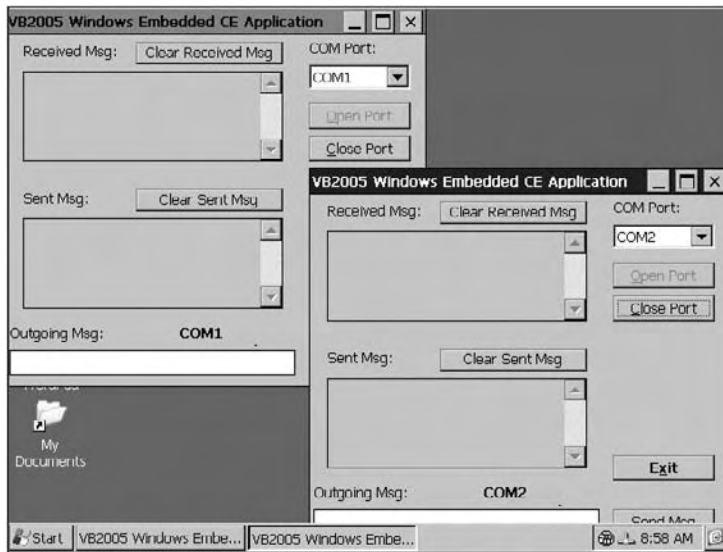 VB2005 Windows Embedded CE Application
Received Msg: Clear Received Msg
COM Port:
COM1
Open Port
Close Port
Sent Msg: Clear Sent Msg
Outgoing Msg: COM1
VB2005 Windows Embedded CE Application
Received Msg: Clear Received Msg
COM Port:
COM2
Open Port
Close Port
Sent Msg: Clear Sent Msg
Exit
Outgoing Msg: COM2
Send Msg
My
Documents
Start VB2005 Windows Embe... VB2005 Windows Embe... 8:58 AM